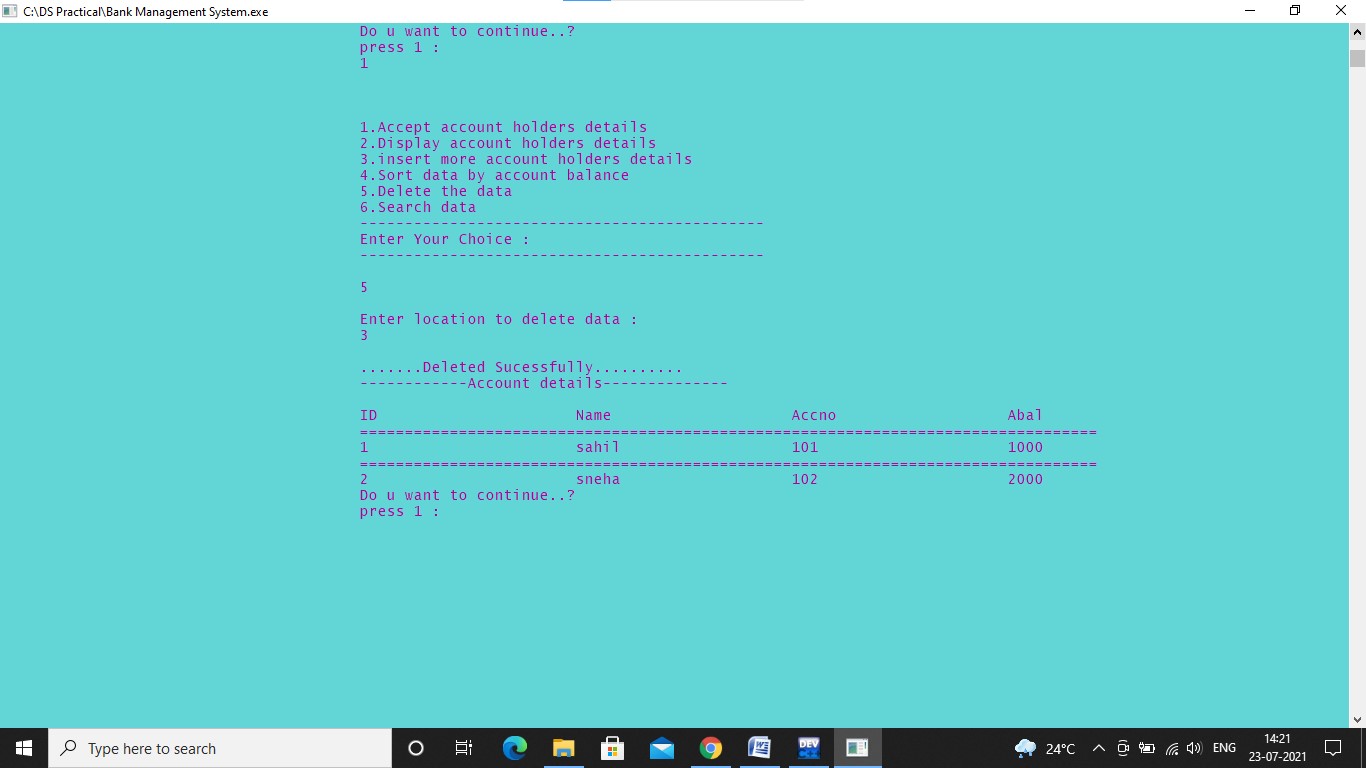 C:\DS Practical\Bank Management System.exe
Do u want to continue..?
press 1 :
1
1.Accept account holders details
2.Display account holders details
3.insert more account holders details
4.Sort data by account balance
5.Delete the data
6.Search data
---------------------------------------------
Enter Your Choice :
---------------------------------------------
5
Enter location to delete data :
3
.......Deleted Sucessfully..........
------------Account details--------------
ID Name Accno Abal
==================================================================================
1 sahil 101 1000
==================================================================================
2 sneha 102 2000
Do u want to continue..?
press 1 :
Type here to search
DEV
24°C
ENG
14:21
23-07-2021